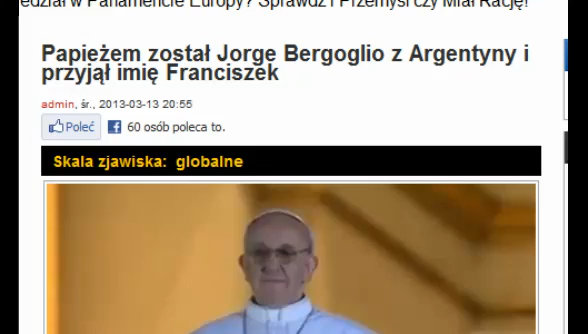 edział w Parlamencie Europy? Sprawdź i Przemyśl czy Miał Rację!
Papieżem został Jorge Bergoglio z Argentyny i
przyjął imię Franciszek
admin, śr., 2013-03-13 20:55
Poleć 60 osób poleca to.
Skala zjawiska: globalne